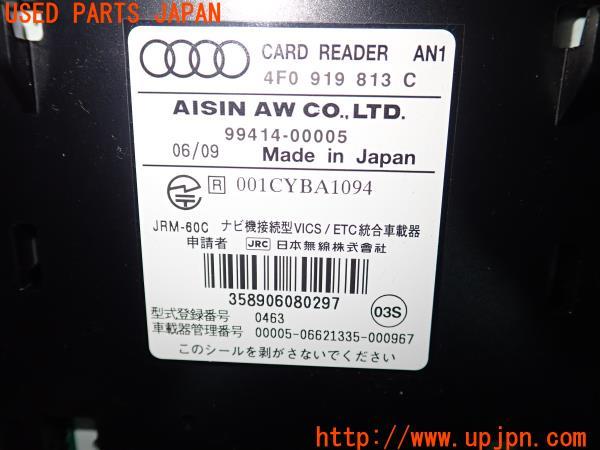 USED PARTS JAPAN
CARD READER AN1
4F0 919 813 C
AISIN AW CO.,LTD.
99414-00005
06/09 Made in Japan
R 001CYBA1094
JRM-60C ナビ機接続型VICS/ETC統合車載器
申請者 JRC 日本無線株式會社
358906080297
03S
型式登録番号 0463
車載器管理番号 00005-06621335-000967
このシールを剥がさないでください
UPJ http://www.upjpn.com